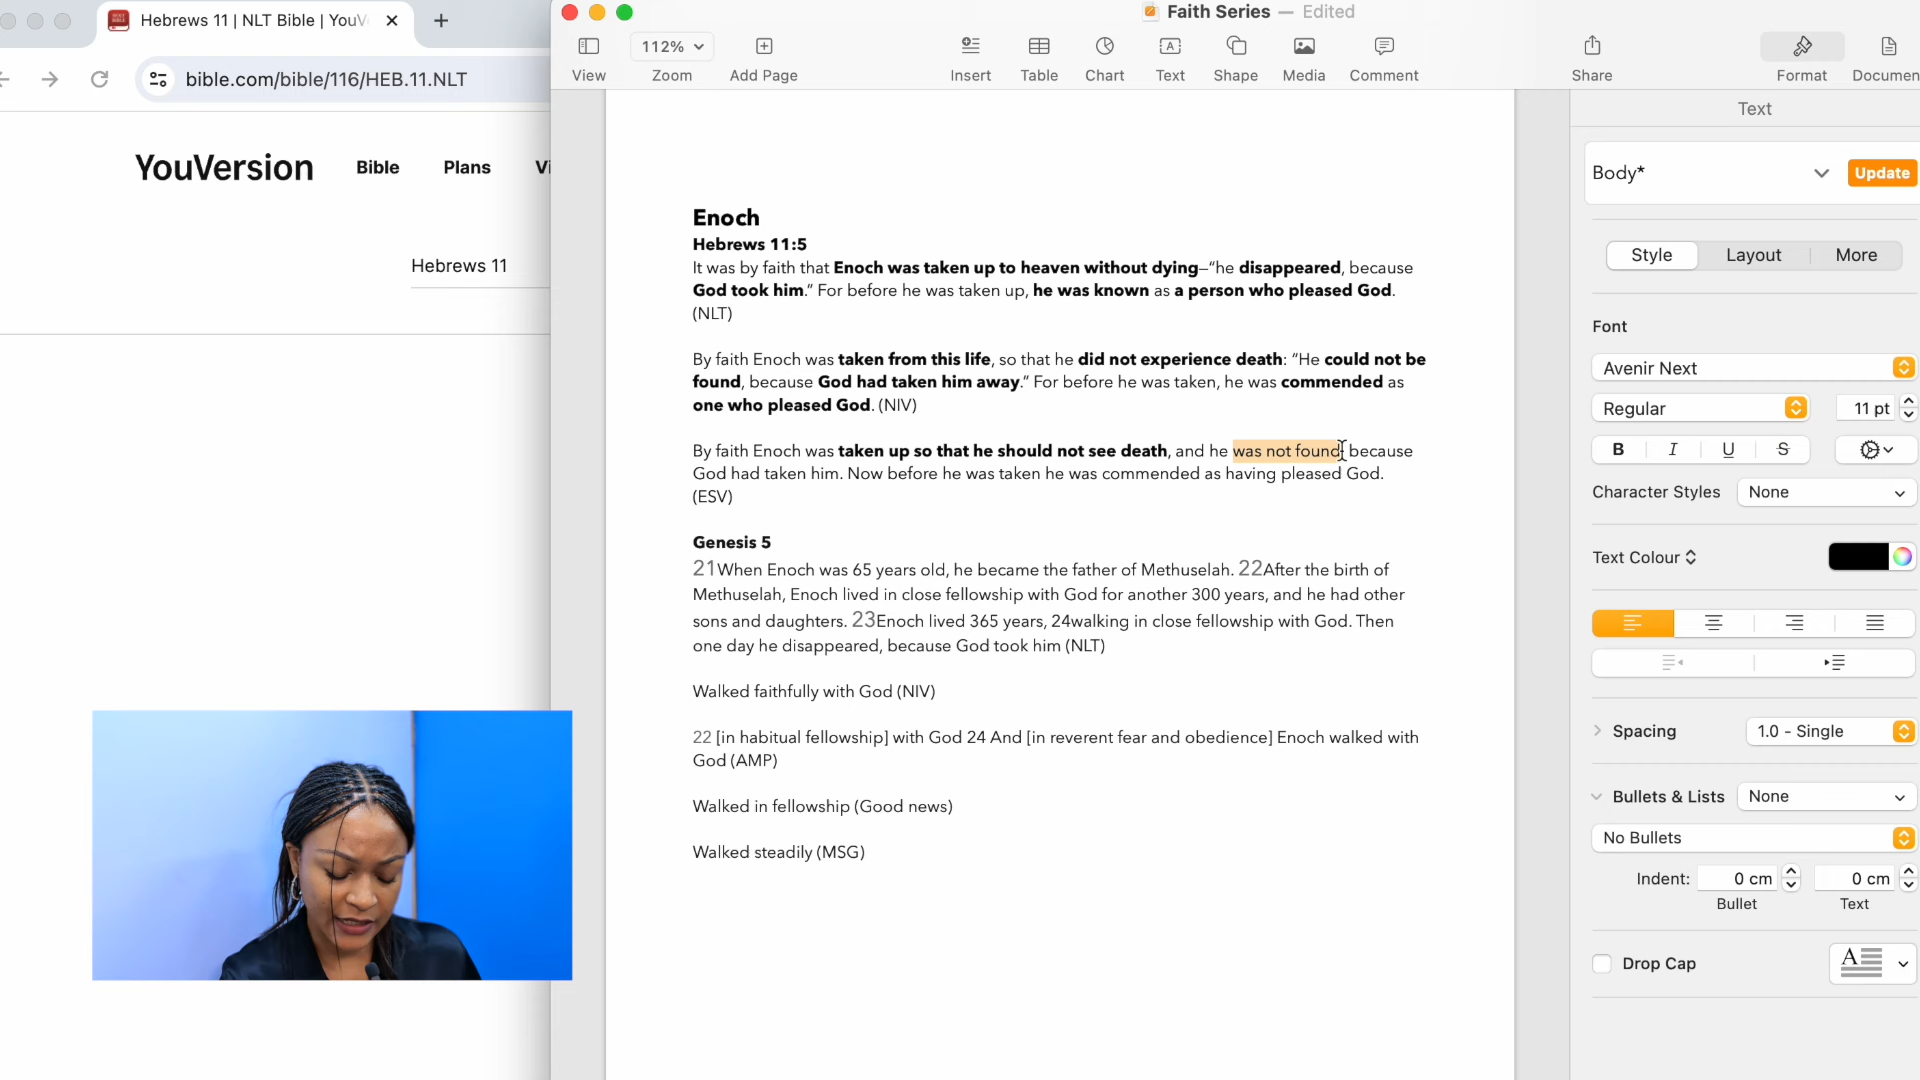 Hebrews 11 | NLT Bible | YouV
bible.com/bible/116/HEB.11.NLT
YouVersion
Bible
Plans
Vi
Hebrews 11
Faith Series — Edited
112%
View
Zoom
Add Page
Insert
Table
Chart
Text
Shape
Media
Comment
Share
Format
Documen
Enoch
Hebrews 11:5
It was by faith that Enoch was taken up to heaven without dying—“he disappeared, because
God took him.” For before he was taken up, he was known as a person who pleased God.
(NLT)
By faith Enoch was taken from this life, so that he did not experience death: “He could not be
found, because God had taken him away.” For before he was taken, he was commended as
one who pleased God. (NIV)
By faith Enoch was taken up so that he should not see death, and he was not found, because
God had taken him. Now before he was taken he was commended as having pleased God.
(ESV)
Genesis 5
21When Enoch was 65 years old, he became the father of Methuselah. 22After the birth of
Methuselah, Enoch lived in close fellowship with God for another 300 years, and he had other
sons and daughters. 23Enoch lived 365 years, 24walking in close fellowship with God. Then
one day he disappeared, because God took him (NLT)
Walked faithfully with God (NIV)
22 [in habitual fellowship] with God 24 And [in reverent fear and obedience] Enoch walked with
God (AMP)
Walked in fellowship (Good news)
Walked steadily (MSG)
Text
Body*
Update
Style
Layout
More
Font
Avenir Next
Regular
11 pt
B I U S
Character Styles
None
Text Colour
Spacing
1.0 - Single
Bullets & Lists
None
No Bullets
Indent:
0 cm
0 cm
Bullet
Text
Drop Cap
A